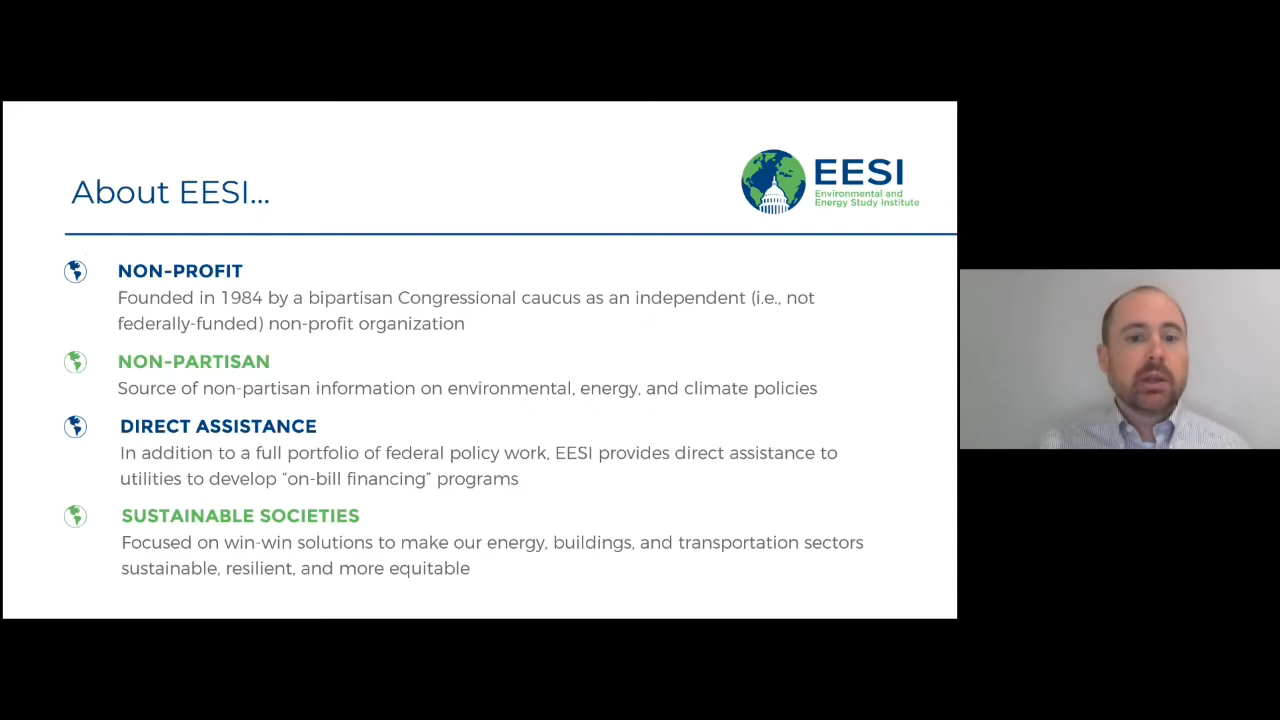 About EESI...
EESI
Environmental and
Energy Study Institute
NON-PROFIT
Founded in 1984 by a bipartisan Congressional caucus as an independent (i.e., not
federally-funded) non-profit organization
NON-PARTISAN
Source of non-partisan information on environmental, energy, and climate policies
DIRECT ASSISTANCE
In addition to a full portfolio of federal policy work, EESI provides direct assistance to
utilities to develop “on-bill financing” programs
SUSTAINABLE SOCIETIES
Focused on win-win solutions to make our energy, buildings, and transportation sectors
sustainable, resilient, and more equitable